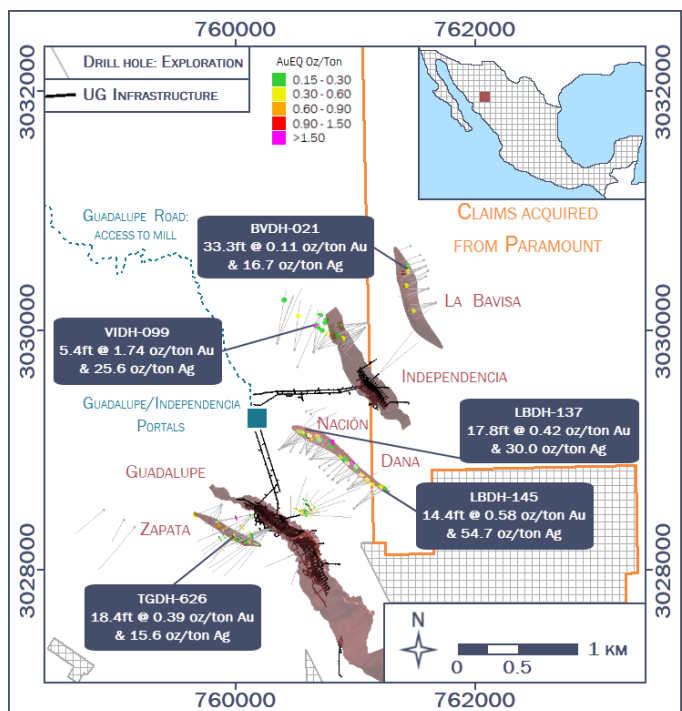 760000
762000
DRILL HOLE: EXPLORATION
UG INFRASTRUCTURE
AuEQ Oz/Ton
0.15 - 0.30
0.30 - 0.60
0.60 - 0.90
0.90 - 1.50
>1.50
3032000
3032000
GUADALUPE ROAD:
ACCESS TO MILL
CLAIMS ACQUIRED
FROM PARAMOUNT
BVDH-021
33.3ft @ 0.11 oz/ton Au
& 16.7 oz/ton Ag
LA BAVISA
3030000
3030000
VIDH-099
5.4ft @ 1.74 oz/ton Au
& 25.6 oz/ton Ag
INDEPENDENCIA
GUADALUPE/INDEPENDENCIA
PORTALS
NACIÓN
LBDH-137
17.8ft @ 0.42 oz/ton Au
& 30.0 oz/ton Ag
DANA
GUADALUPE
LBDH-145
14.4ft @ 0.58 oz/ton Au
& 54.7 oz/ton Ag
ZAPATA
3028000
3028000
TGDH-626
18.4ft @ 0.39 oz/ton Au
& 15.6 oz/ton Ag
N
0
0.5
1 KM
760000
762000